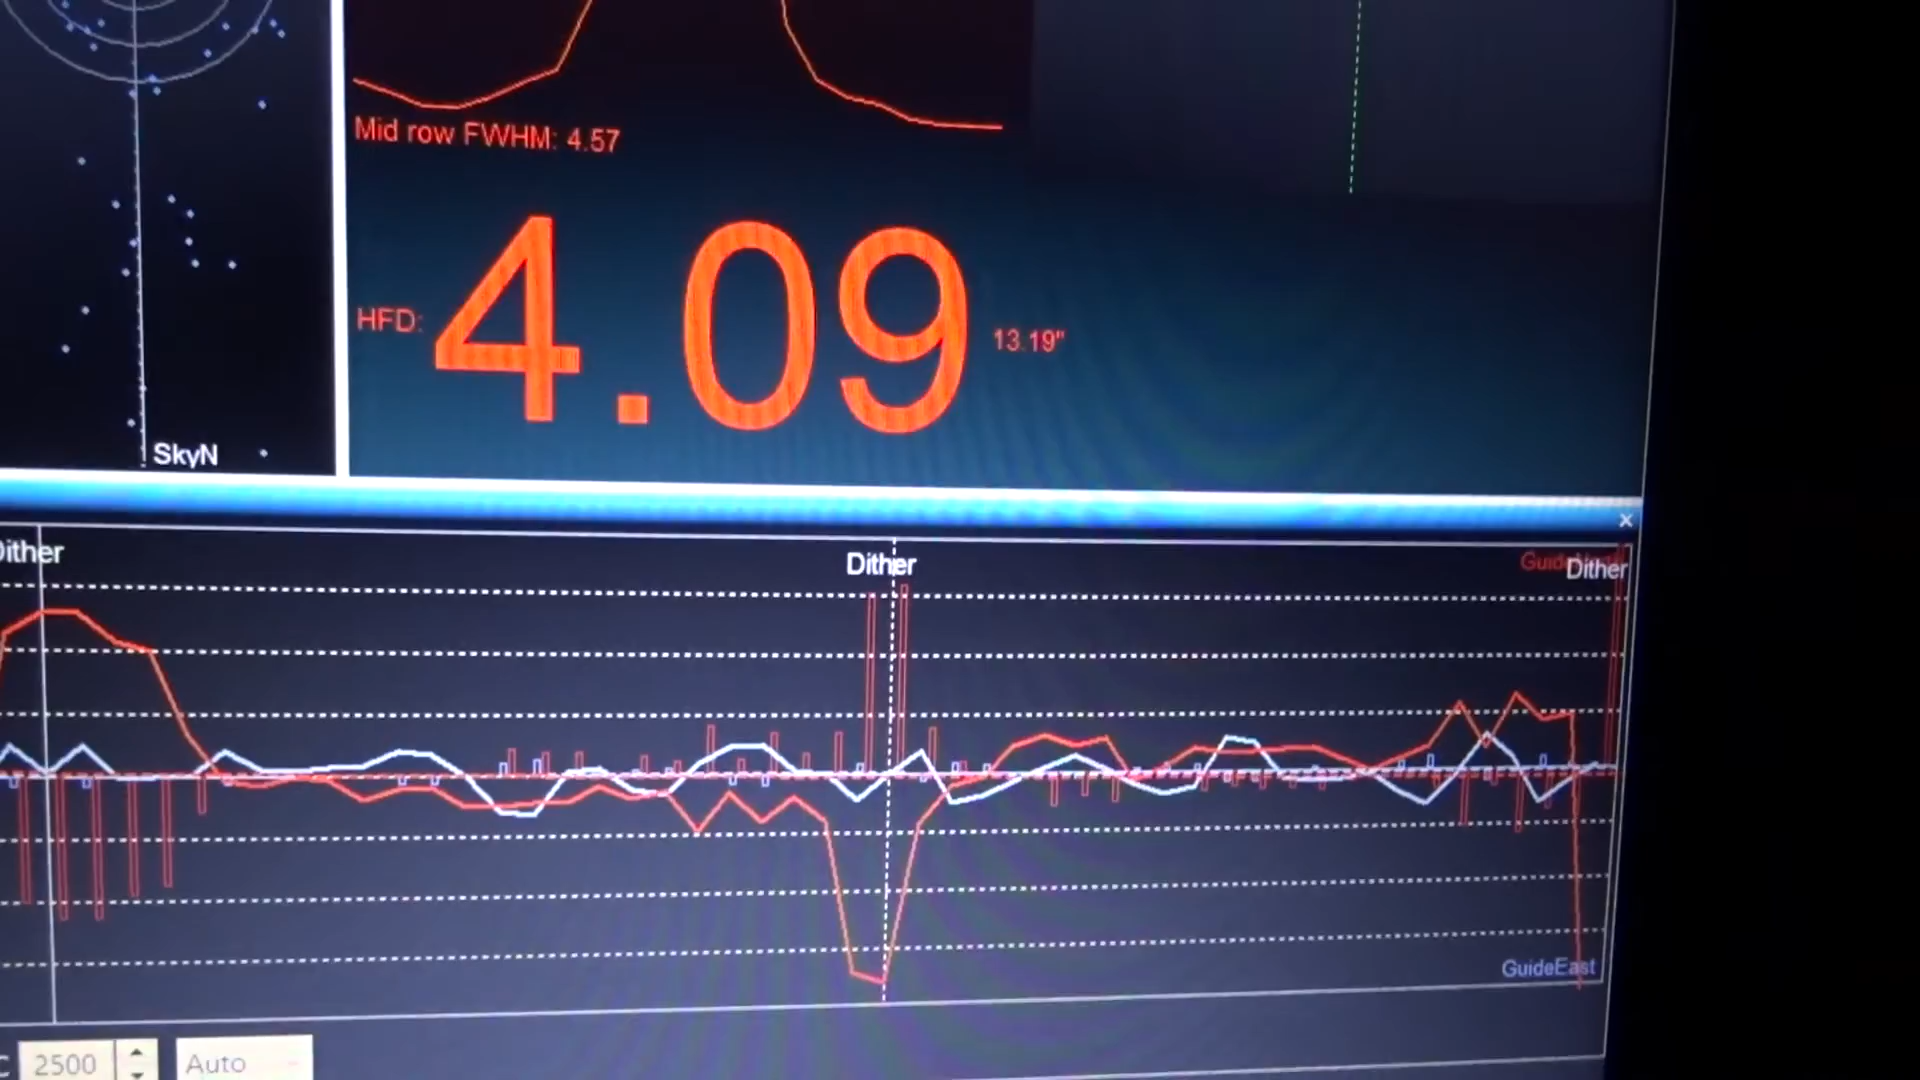 Mid row FWHM: 4.57
HFD: 4.09 13.19"
SkyN
Dither
Dither
Dither
GuideEast
2500
Auto